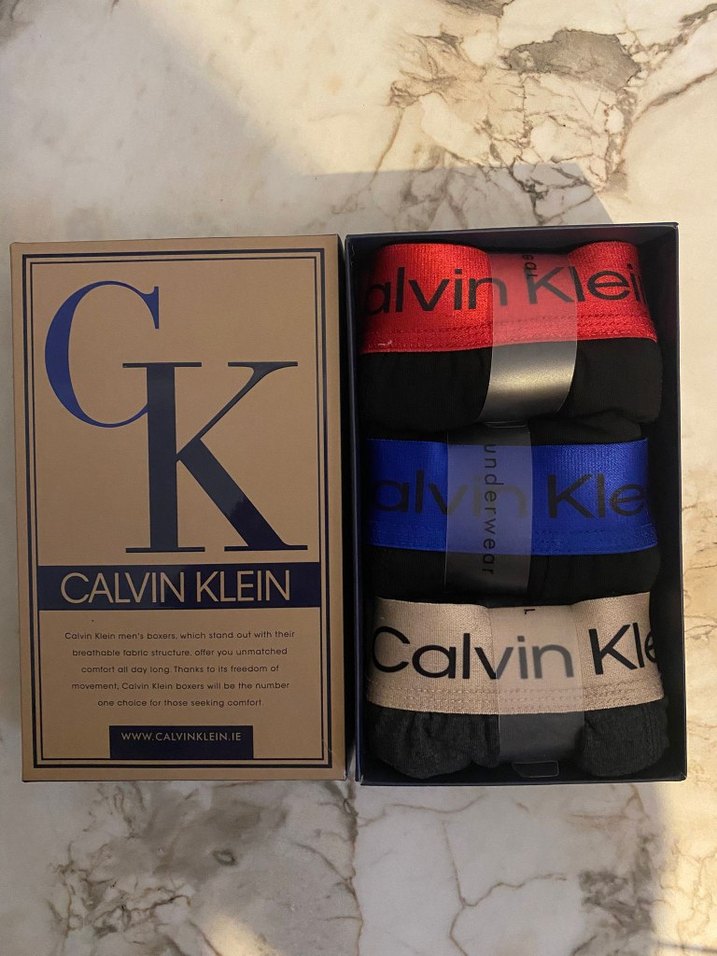 CK
CALVIN KLEIN
Calvin Klein men's boxers, which stand out with their
breathable fabric structure, offer you unmatched
comfort all day long. Thanks to its freedom of
movement, Calvin Klein boxers will be the number
one choice for those seeking comfort.
WWW.CALVINKLEIN.IE
alvin Klein
alvin Kle
underwear
Calvin Kle